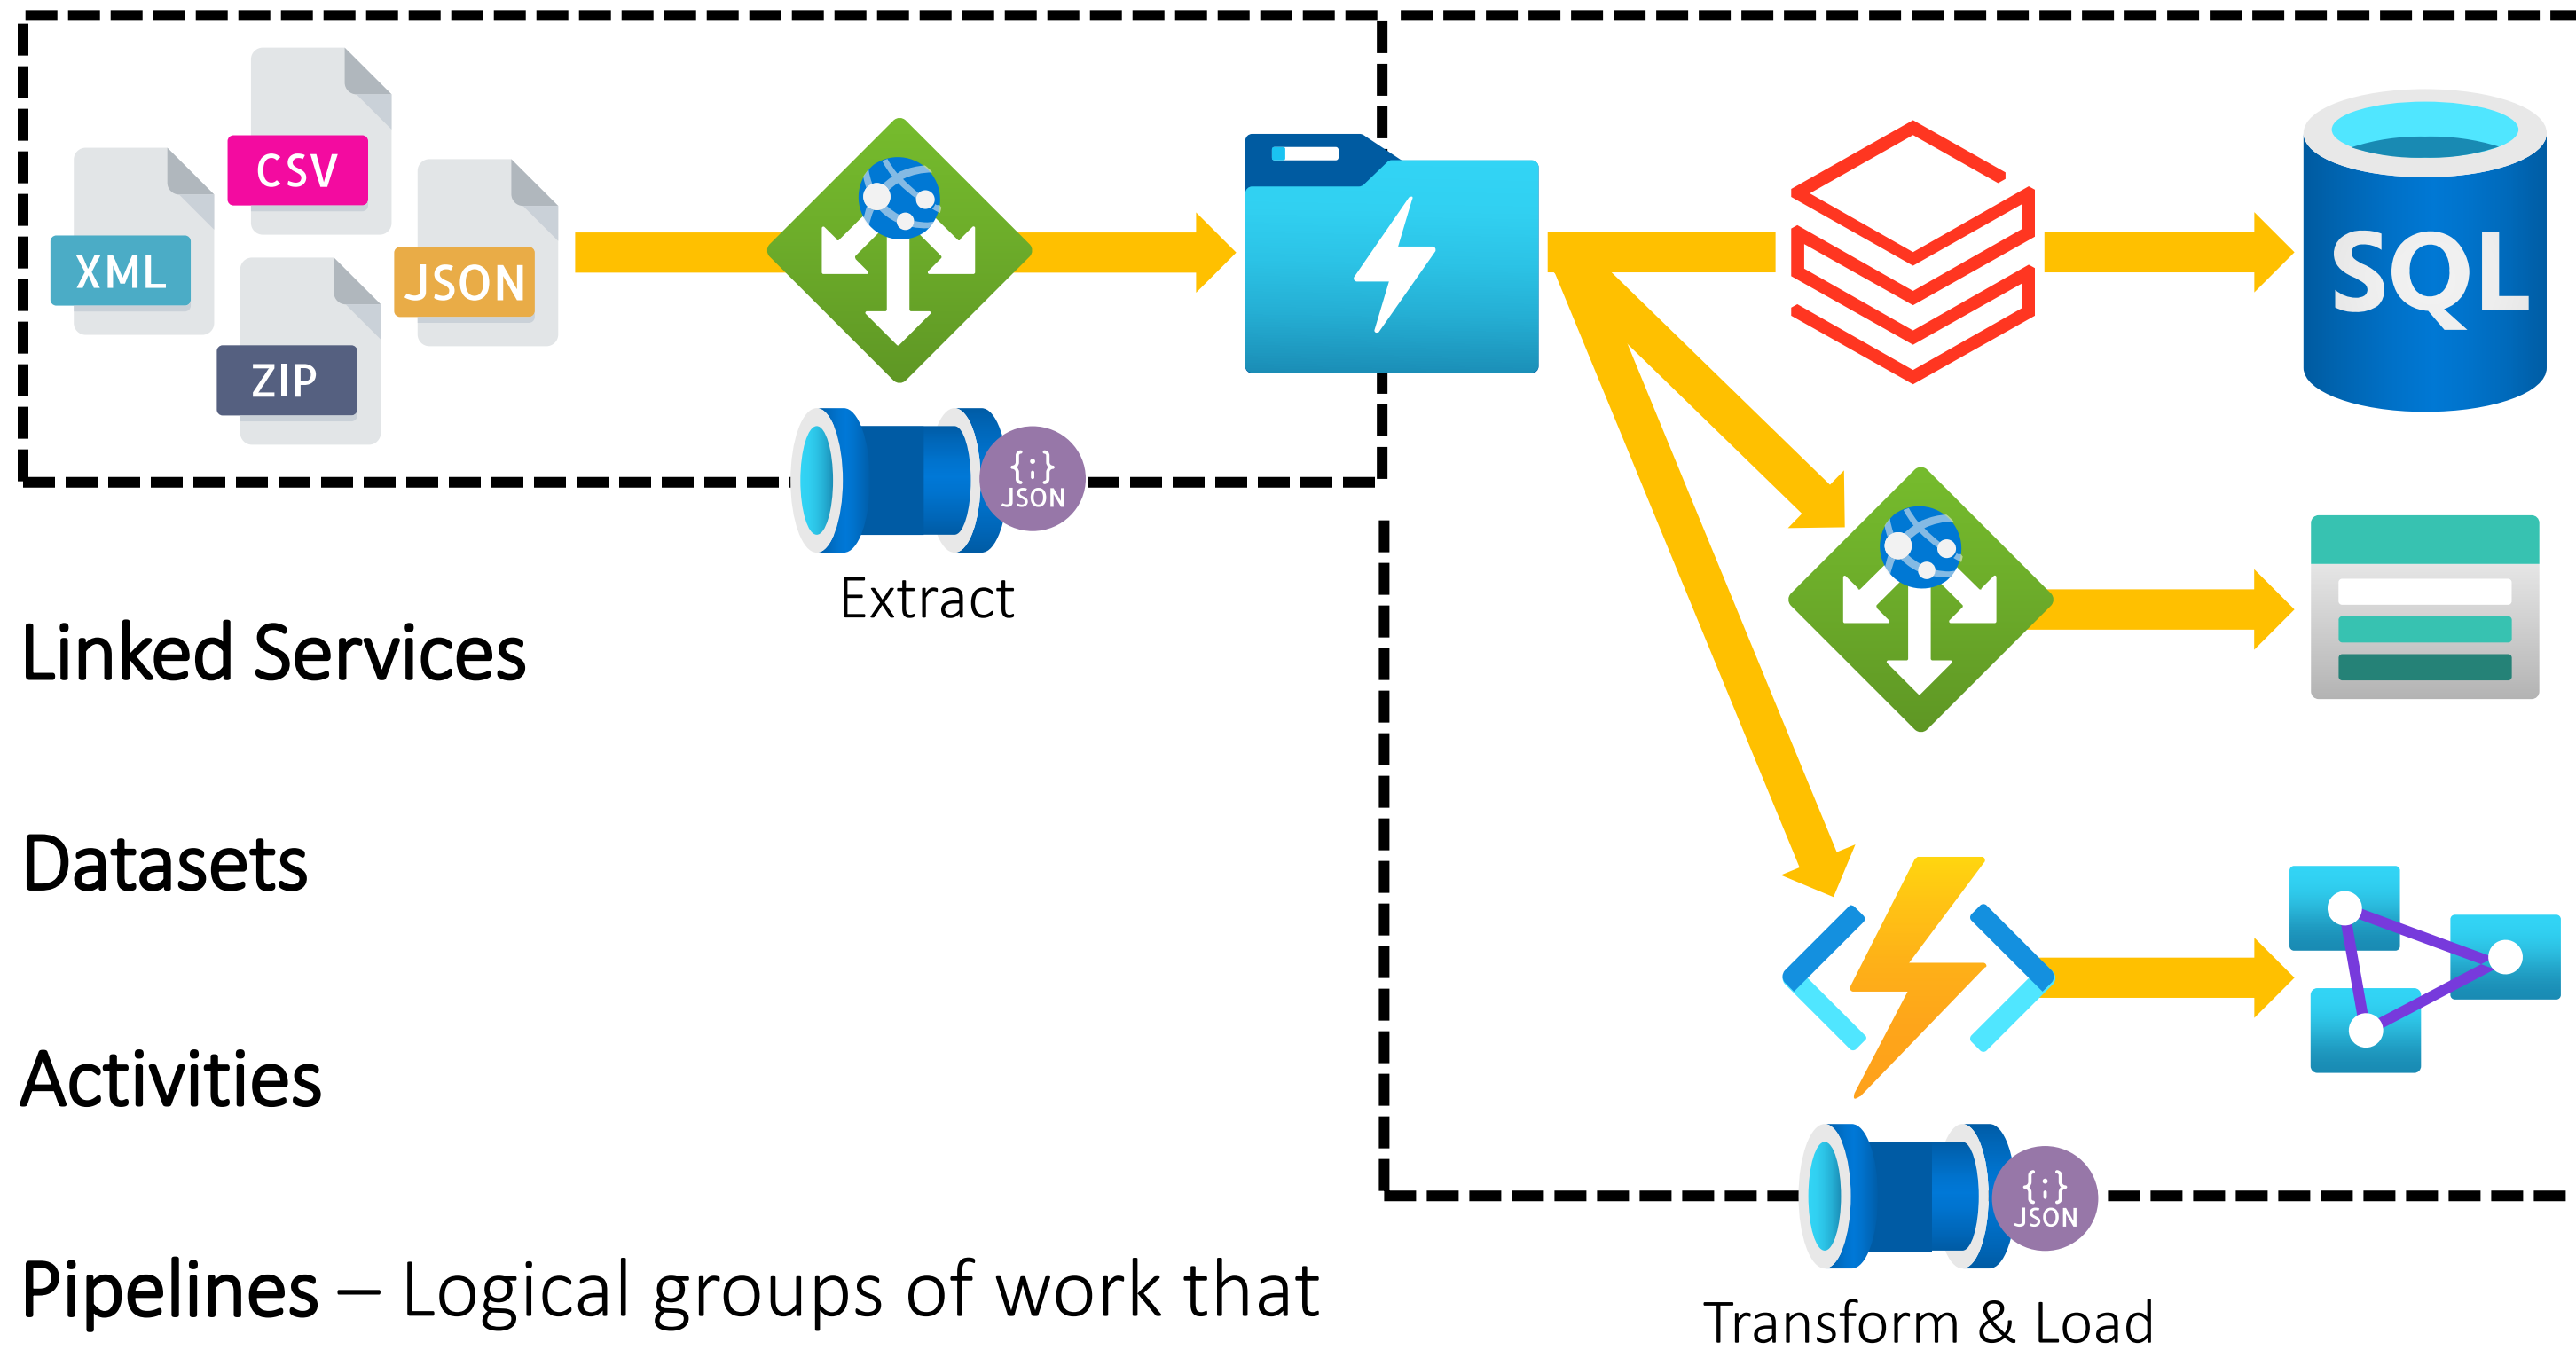 CSV
XML
JSON
ZIP
SQL
{;}
JSON
Extract
Linked Services
Datasets
Activities
{;}
JSON
Pipelines – Logical groups of work that
Transform & Load